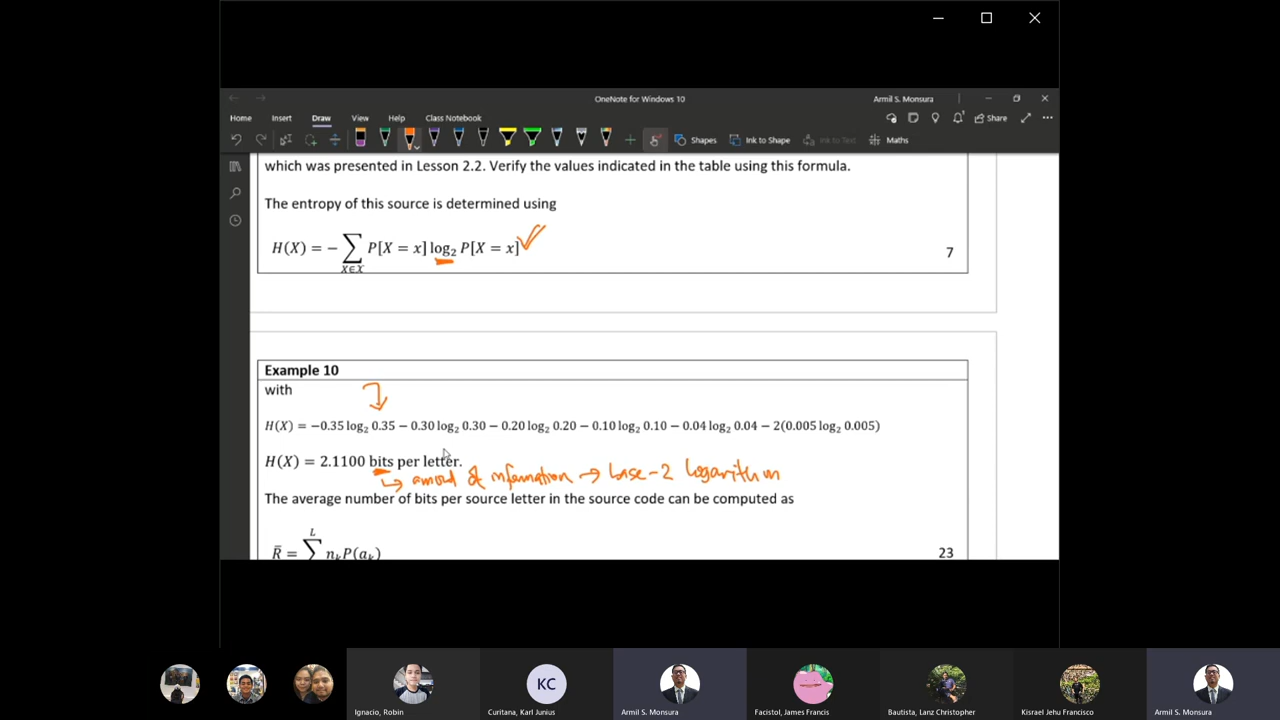 OneNote for Windows 10
Armil S. Monsura
Home Insert Draw View Help Class Notebook
Share
Shapes Ink to Shape Ink to Text Maths
which was presented in Lesson 2.2. Verify the values indicated in the table using this formula.
The entropy of this source is determined using
H(X) = − ∑ P[X = x] log₂ P[X = x]
X∈𝒳
7
Example 10
with
H(X) = −0.35 log₂ 0.35 − 0.30 log₂ 0.30 − 0.20 log₂ 0.20 − 0.10 log₂ 0.10 − 0.04 log₂ 0.04 − 2(0.005 log₂ 0.005)
H(X) = 2.1100 bits per letter.
↳ amount of information → base-2 logarithm
The average number of bits per source letter in the source code can be computed as
L
R̄ = ∑ nₖP(aₖ)
23
KC
Ignacio, Robin
Curitana, Karl Junius
Armil S. Monsura
Facistol, James Francis
Bautista, Lanz Christopher
Kisrael Jehu Francisco
Armil S. Monsura